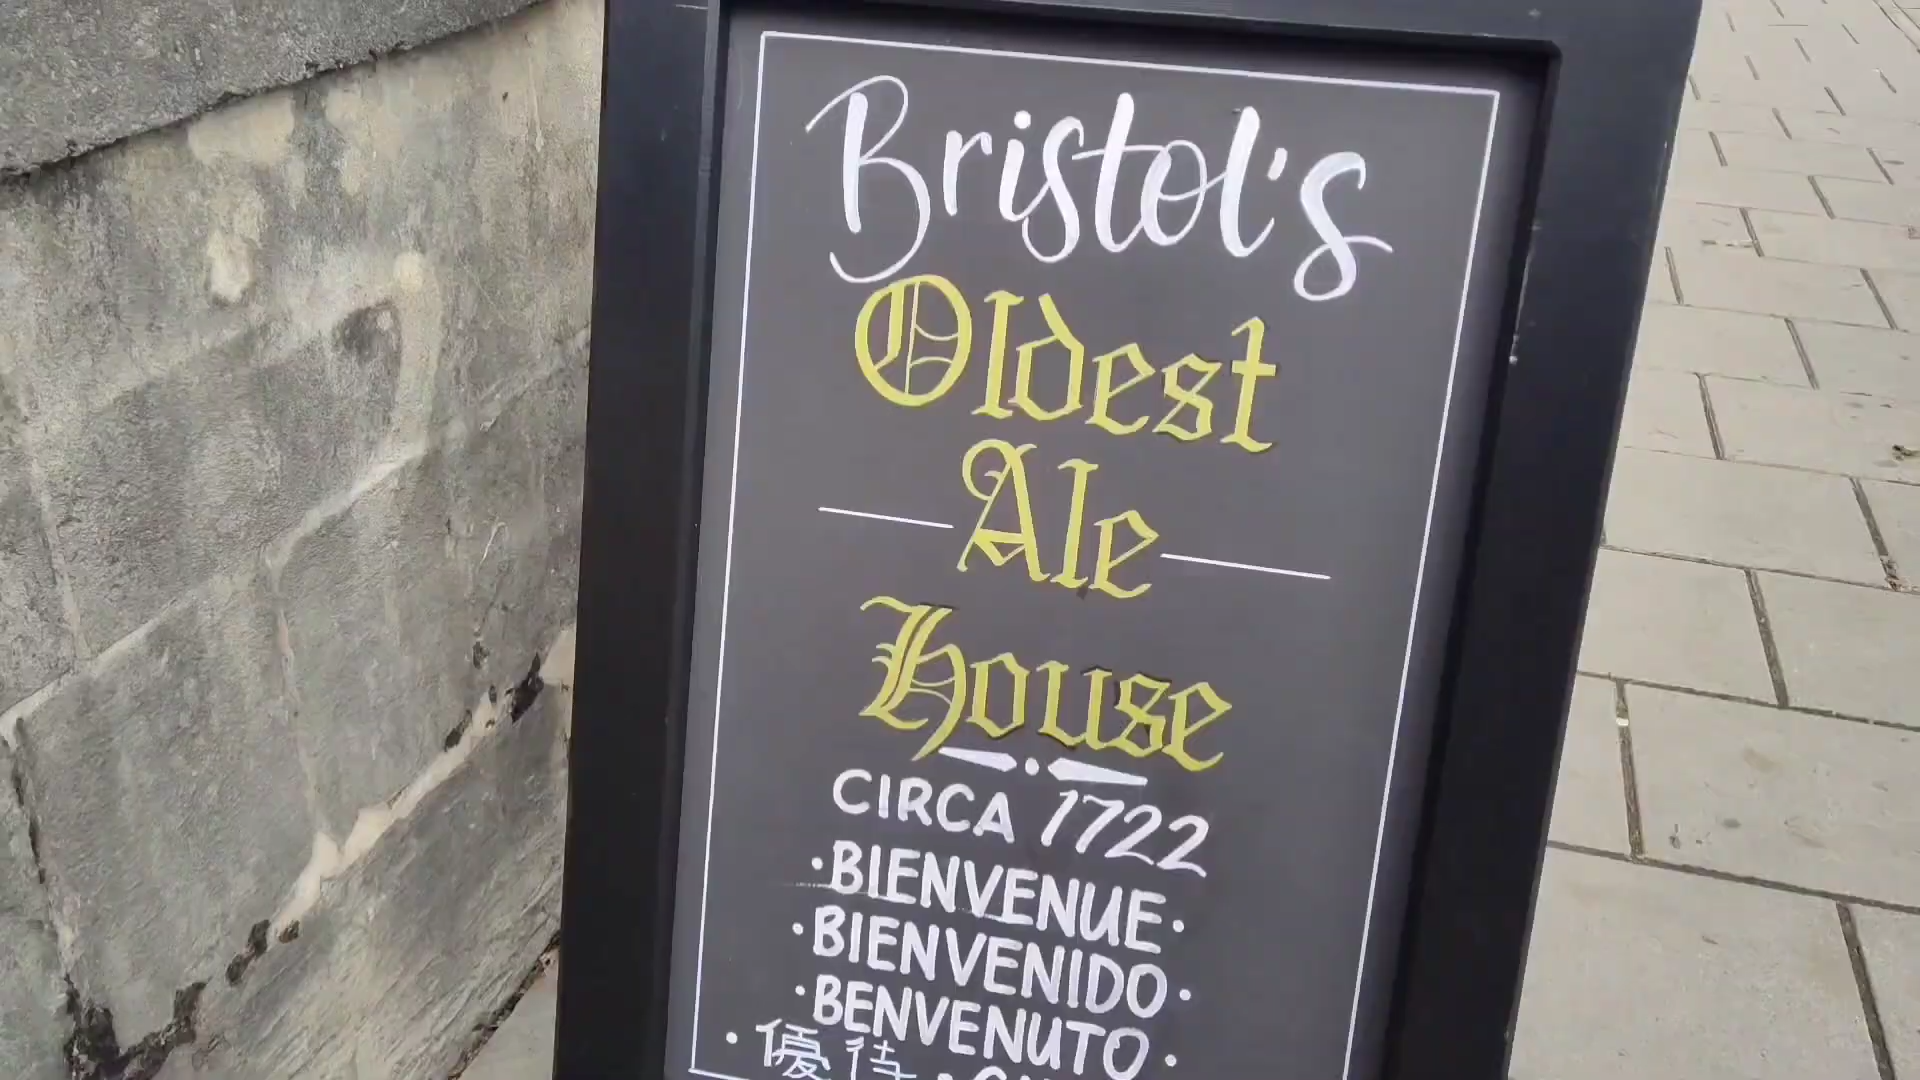 Bristol's
Oldest
Ale
House
CIRCA 1722
·BIENVENUE·
·BIENVENIDO·
·BENVENUTO·
·優待·